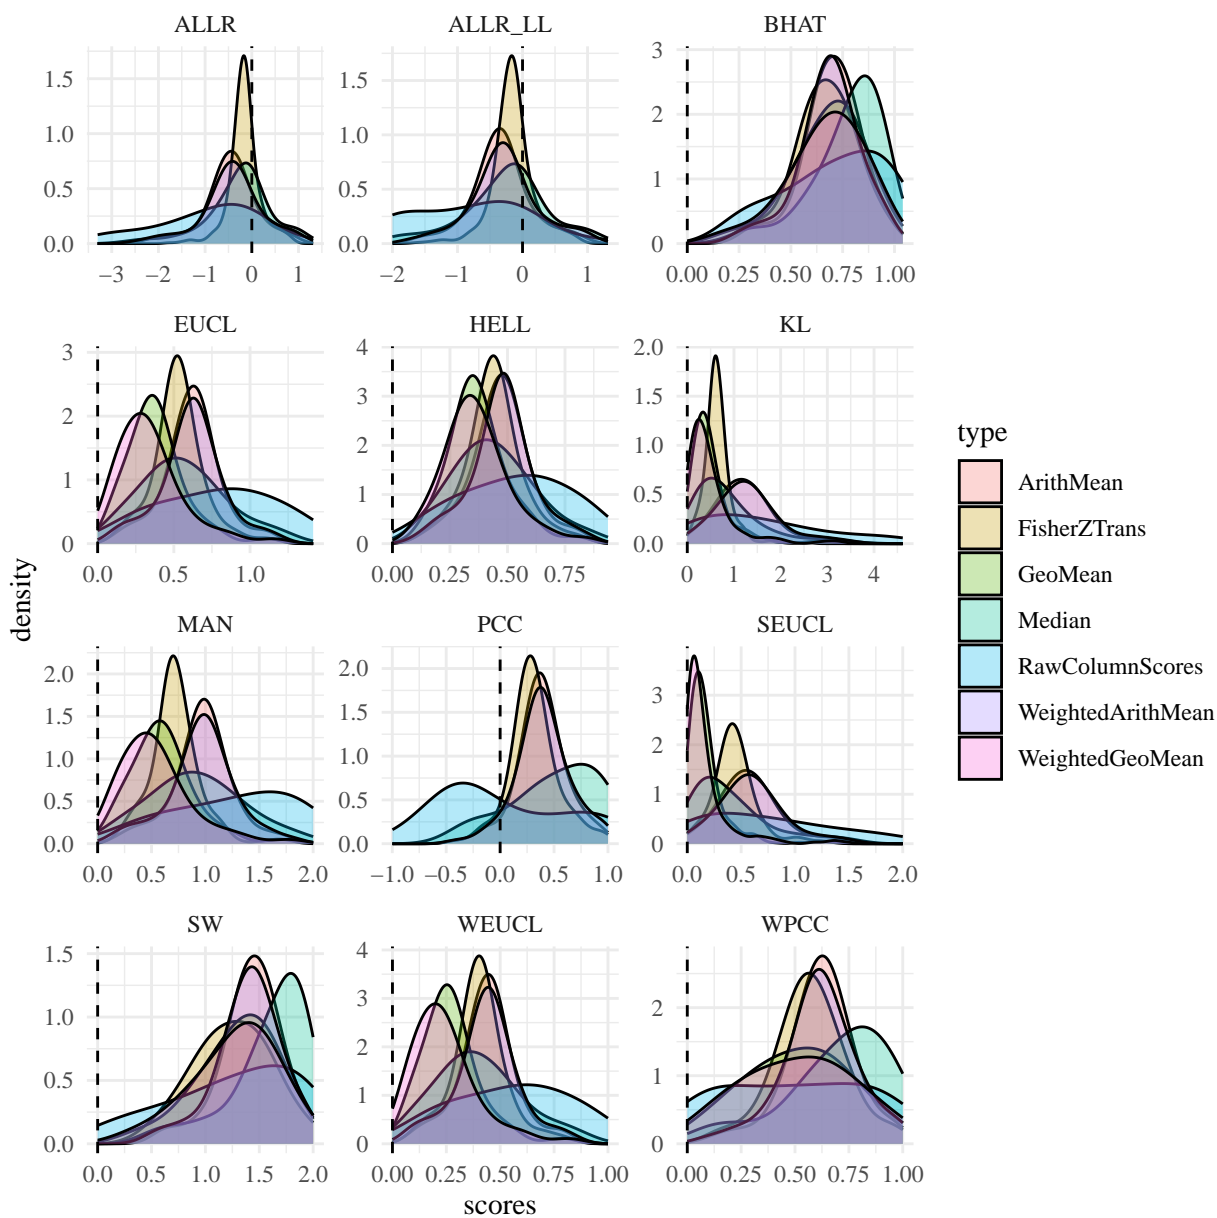 ALLR ALLR_LL BHAT
1.5
1.0
0.5
0.0
−3 −2 −1 0 1
1.5
1.0
0.5
0.0
−2 −1 0 1
3
2
1
0
0.00 0.25 0.50 0.75 1.00
EUCL HELL KL
3
2
1
0
0.0 0.5 1.0
4
3
2
1
0
0.00 0.25 0.50 0.75
2.0
1.5
1.0
0.5
0.0
0 1 2 3 4
MAN PCC SEUCL
2.0
1.5
1.0
0.5
0.0
0.0 0.5 1.0 1.5 2.0
2.0
1.5
1.0
0.5
0.0
−1.0 −0.5 0.0 0.5 1.0
3
2
1
0
0.0 0.5 1.0 1.5 2.0
SW WEUCL WPCC
1.5
1.0
0.5
0.0
0.0 0.5 1.0 1.5 2.0
4
3
2
1
0
0.00 0.25 0.50 0.75 1.00
2
1
0
0.00 0.25 0.50 0.75 1.00
density
scores
type
ArithMean
FisherZTrans
GeoMean
Median
RawColumnScores
WeightedArithMean
WeightedGeoMean